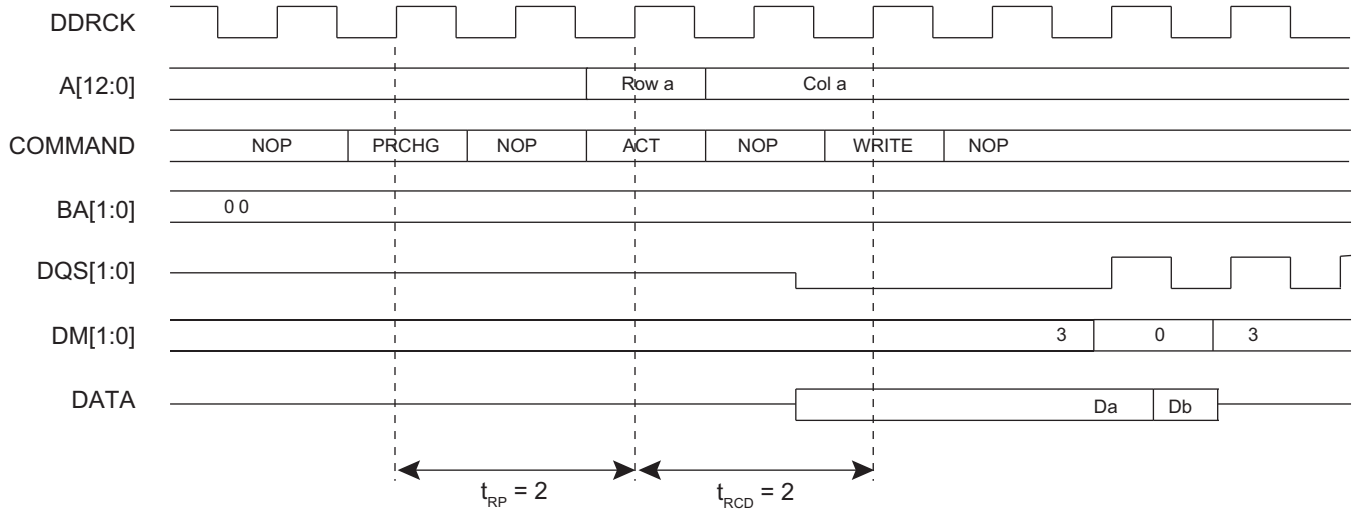 DDRCK
A[12:0] Row a Col a
COMMAND NOP PRCHG NOP ACT NOP WRITE NOP
BA[1:0] 0 0
DQS[1:0]
DM[1:0] 3 0 3
DATA Da Db
tRP = 2 tRCD = 2